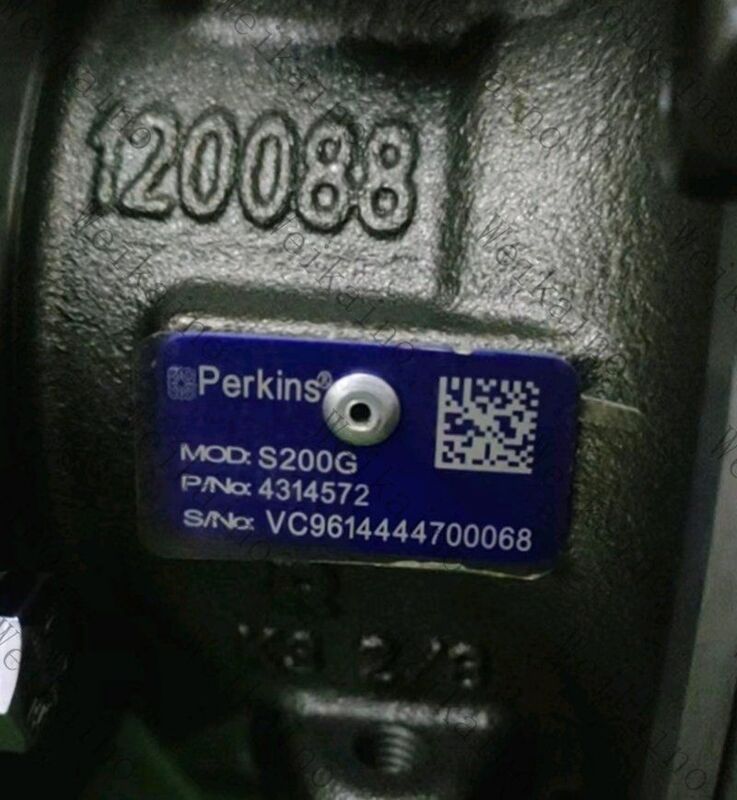 120088
Perkins®
MOD: S200G
P/No: 4314572
S/No: VC9614444700068